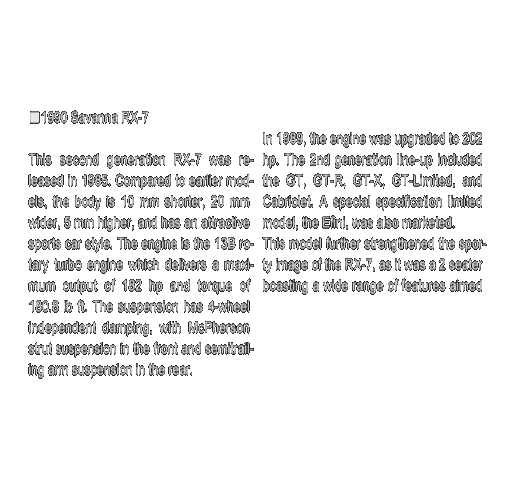 ■1990 Savanna RX-7
This second generation RX-7 was re-
leased in 1985. Compared to earlier mod-
els, the body is 10 mm shorter, 20 mm
wider, 5 mm higher, and has an attractive
sports car style. The engine is the 13B ro-
tary turbo engine which delivers a maxi-
mum output of 182 hp and torque of
180.8 lb ft. The suspension has 4-wheel
independent damping, with McPherson
strut suspension in the front and semitrail-
ing arm suspension in the rear.
In 1989, the engine was upgraded to 202
hp. The 2nd generation line-up included
the GT, GT-R, GT-X, GT-Limited, and
Cabriolet. A special specification limited
model, the Efini, was also marketed.
This model further strengthened the spor-
ty image of the RX-7, as it was a 2 seater
boasting a wide range of features aimed